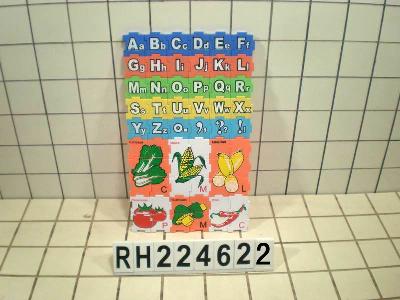 Aa Bb Cc Dd Ee Ff
Gg Hh Ii Jj Kk Ll
Mm Nn Oo Pp Qq Rr
Ss Tt Uu Vv Ww Xx
Yy Zz
C M L
P M C
RH224622